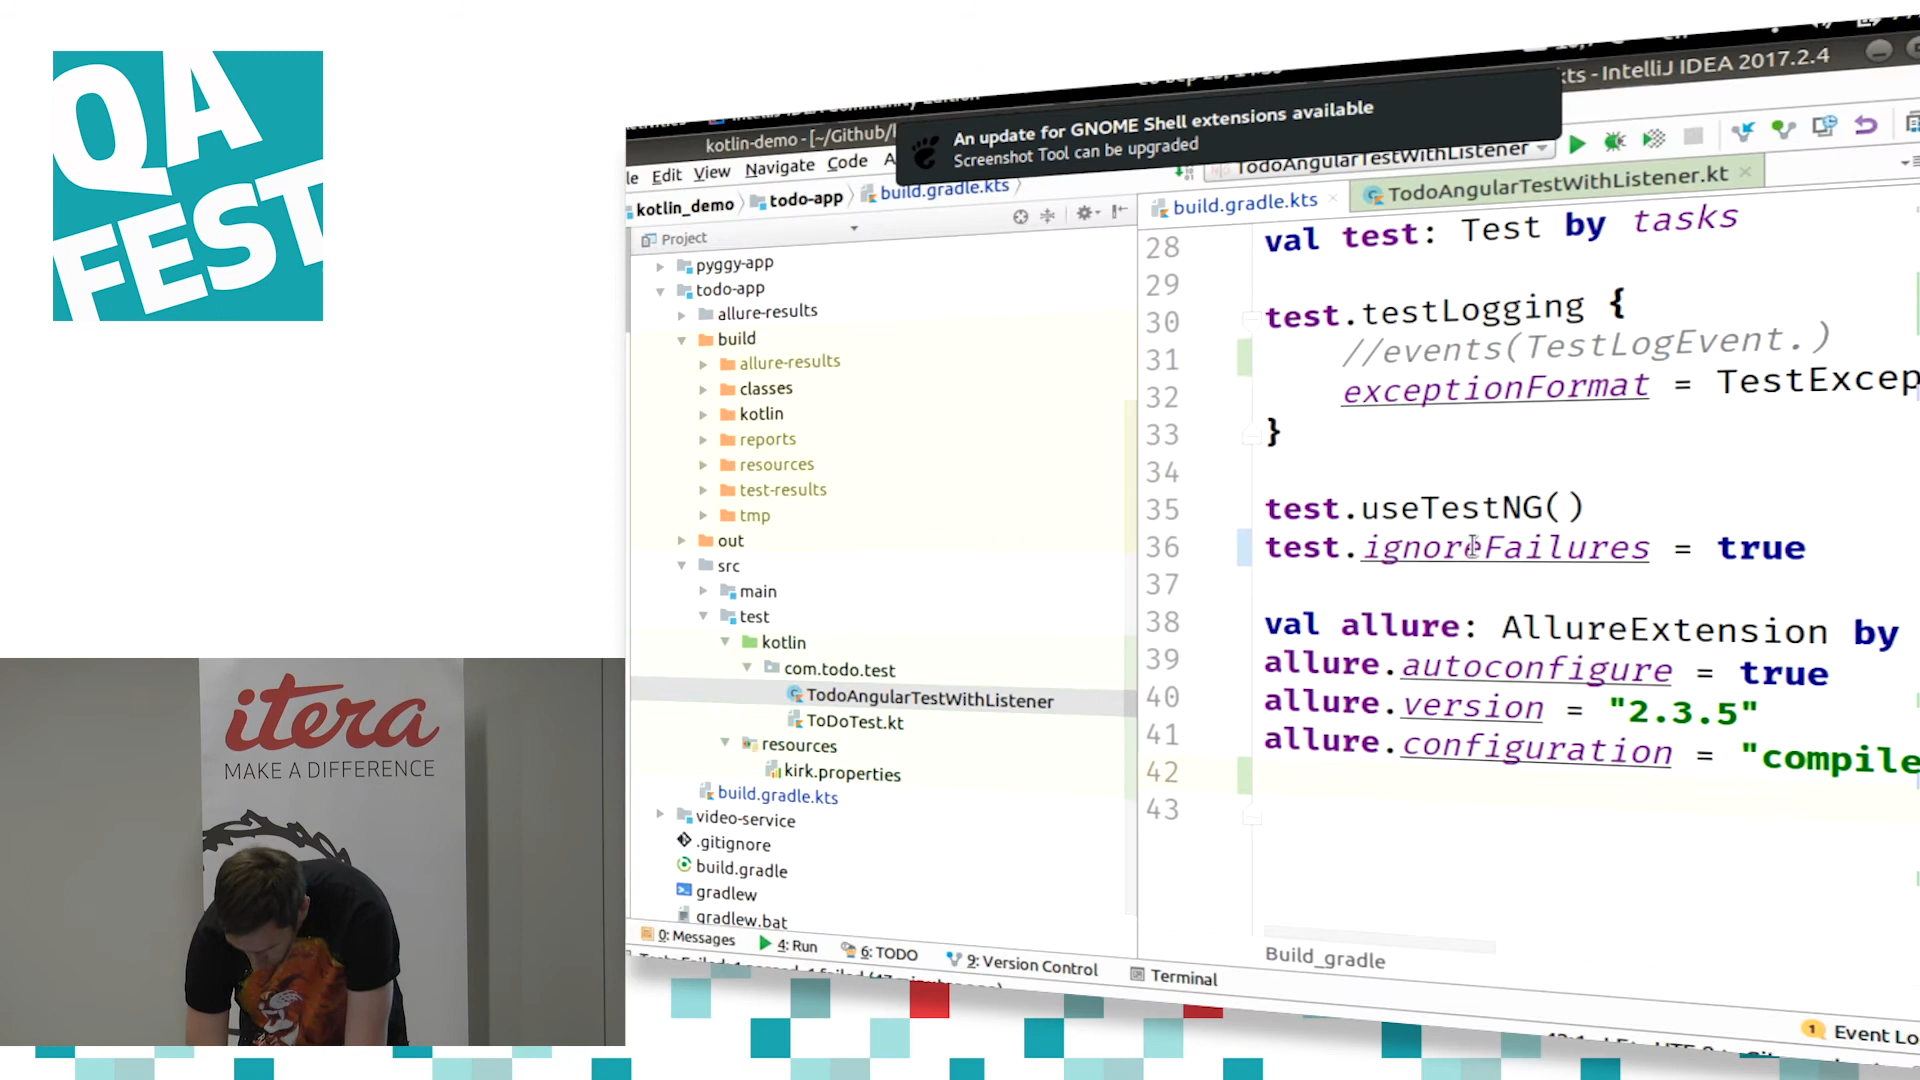 QA
FEST
kts - IntelliJ IDEA 2017.2.4
An update for GNOME Shell extensions available
Screenshot Tool can be upgraded
kotlin-demo - [~/Github/
Edit View Navigate Code
TodoAngularTestWithListener
kotlin_demo todo-app build.gradle.kts
build.gradle.kts TodoAngularTestWithListener.kt
Project
pyggy-app
todo-app
allure-results
build
allure-results
classes
kotlin
reports
resources
test-results
tmp
out
src
main
test
kotlin
com.todo.test
TodoAngularTestWithListener
ToDoTest.kt
resources
kirk.properties
build.gradle.kts
video-service
.gitignore
build.gradle
gradlew
gradlew.bat
28 val test: Test by tasks
29
30 test.testLogging {
31 //events(TestLogEvent.)
32 exceptionFormat = TestExcep
33 }
34
35 test.useTestNG()
36 test.ignoreFailures = true
37
38 val allure: AllureExtension by
39 allure.autoconfigure = true
40 allure.version = "2.3.5"
41 allure.configuration = "compile
42
43
Build_gradle
0: Messages 4: Run 6: TODO 9: Version Control Terminal
1 Event Lo
itera
MAKE A DIFFERENCE